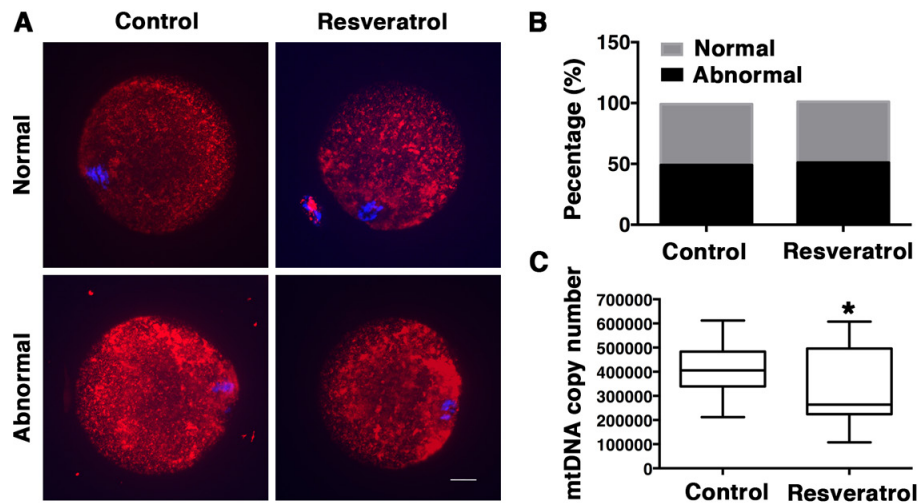 A
Control
Resveratrol
Normal
Abnormal
B
Pecentage (%)
150
100
50
0
Normal
Abnormal
Control
Resveratrol
C
mtDNA copy number
700000
600000
500000
400000
300000
200000
100000
0
*
Control
Resveratrol